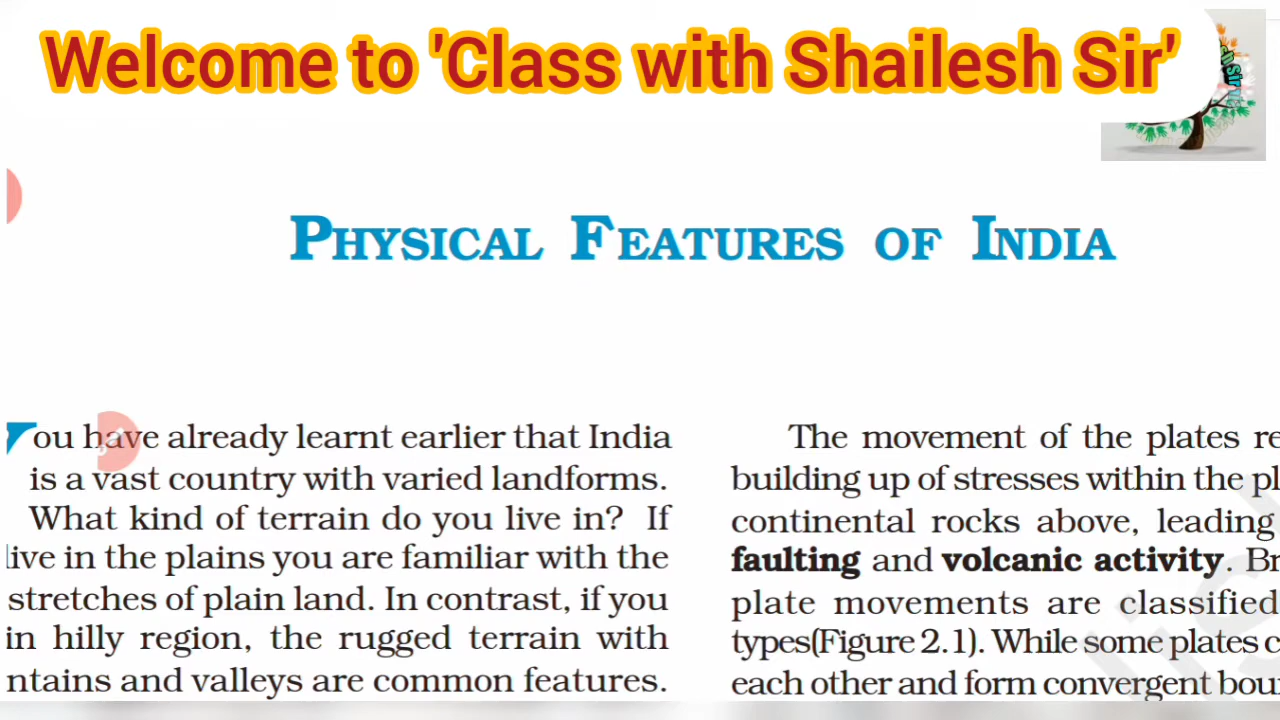 Welcome to 'Class with Shailesh Sir'
PHYSICAL FEATURES OF INDIA
You have already learnt earlier that India
is a vast country with varied landforms.
What kind of terrain do you live in? If
live in the plains you are familiar with the
stretches of plain land. In contrast, if you
in hilly region, the rugged terrain with
ntains and valleys are common features.
The movement of the plates re
building up of stresses within the pl
continental rocks above, leading
faulting and volcanic activity. Br
plate movements are classified
types(Figure 2.1). While some plates c
each other and form convergent bou